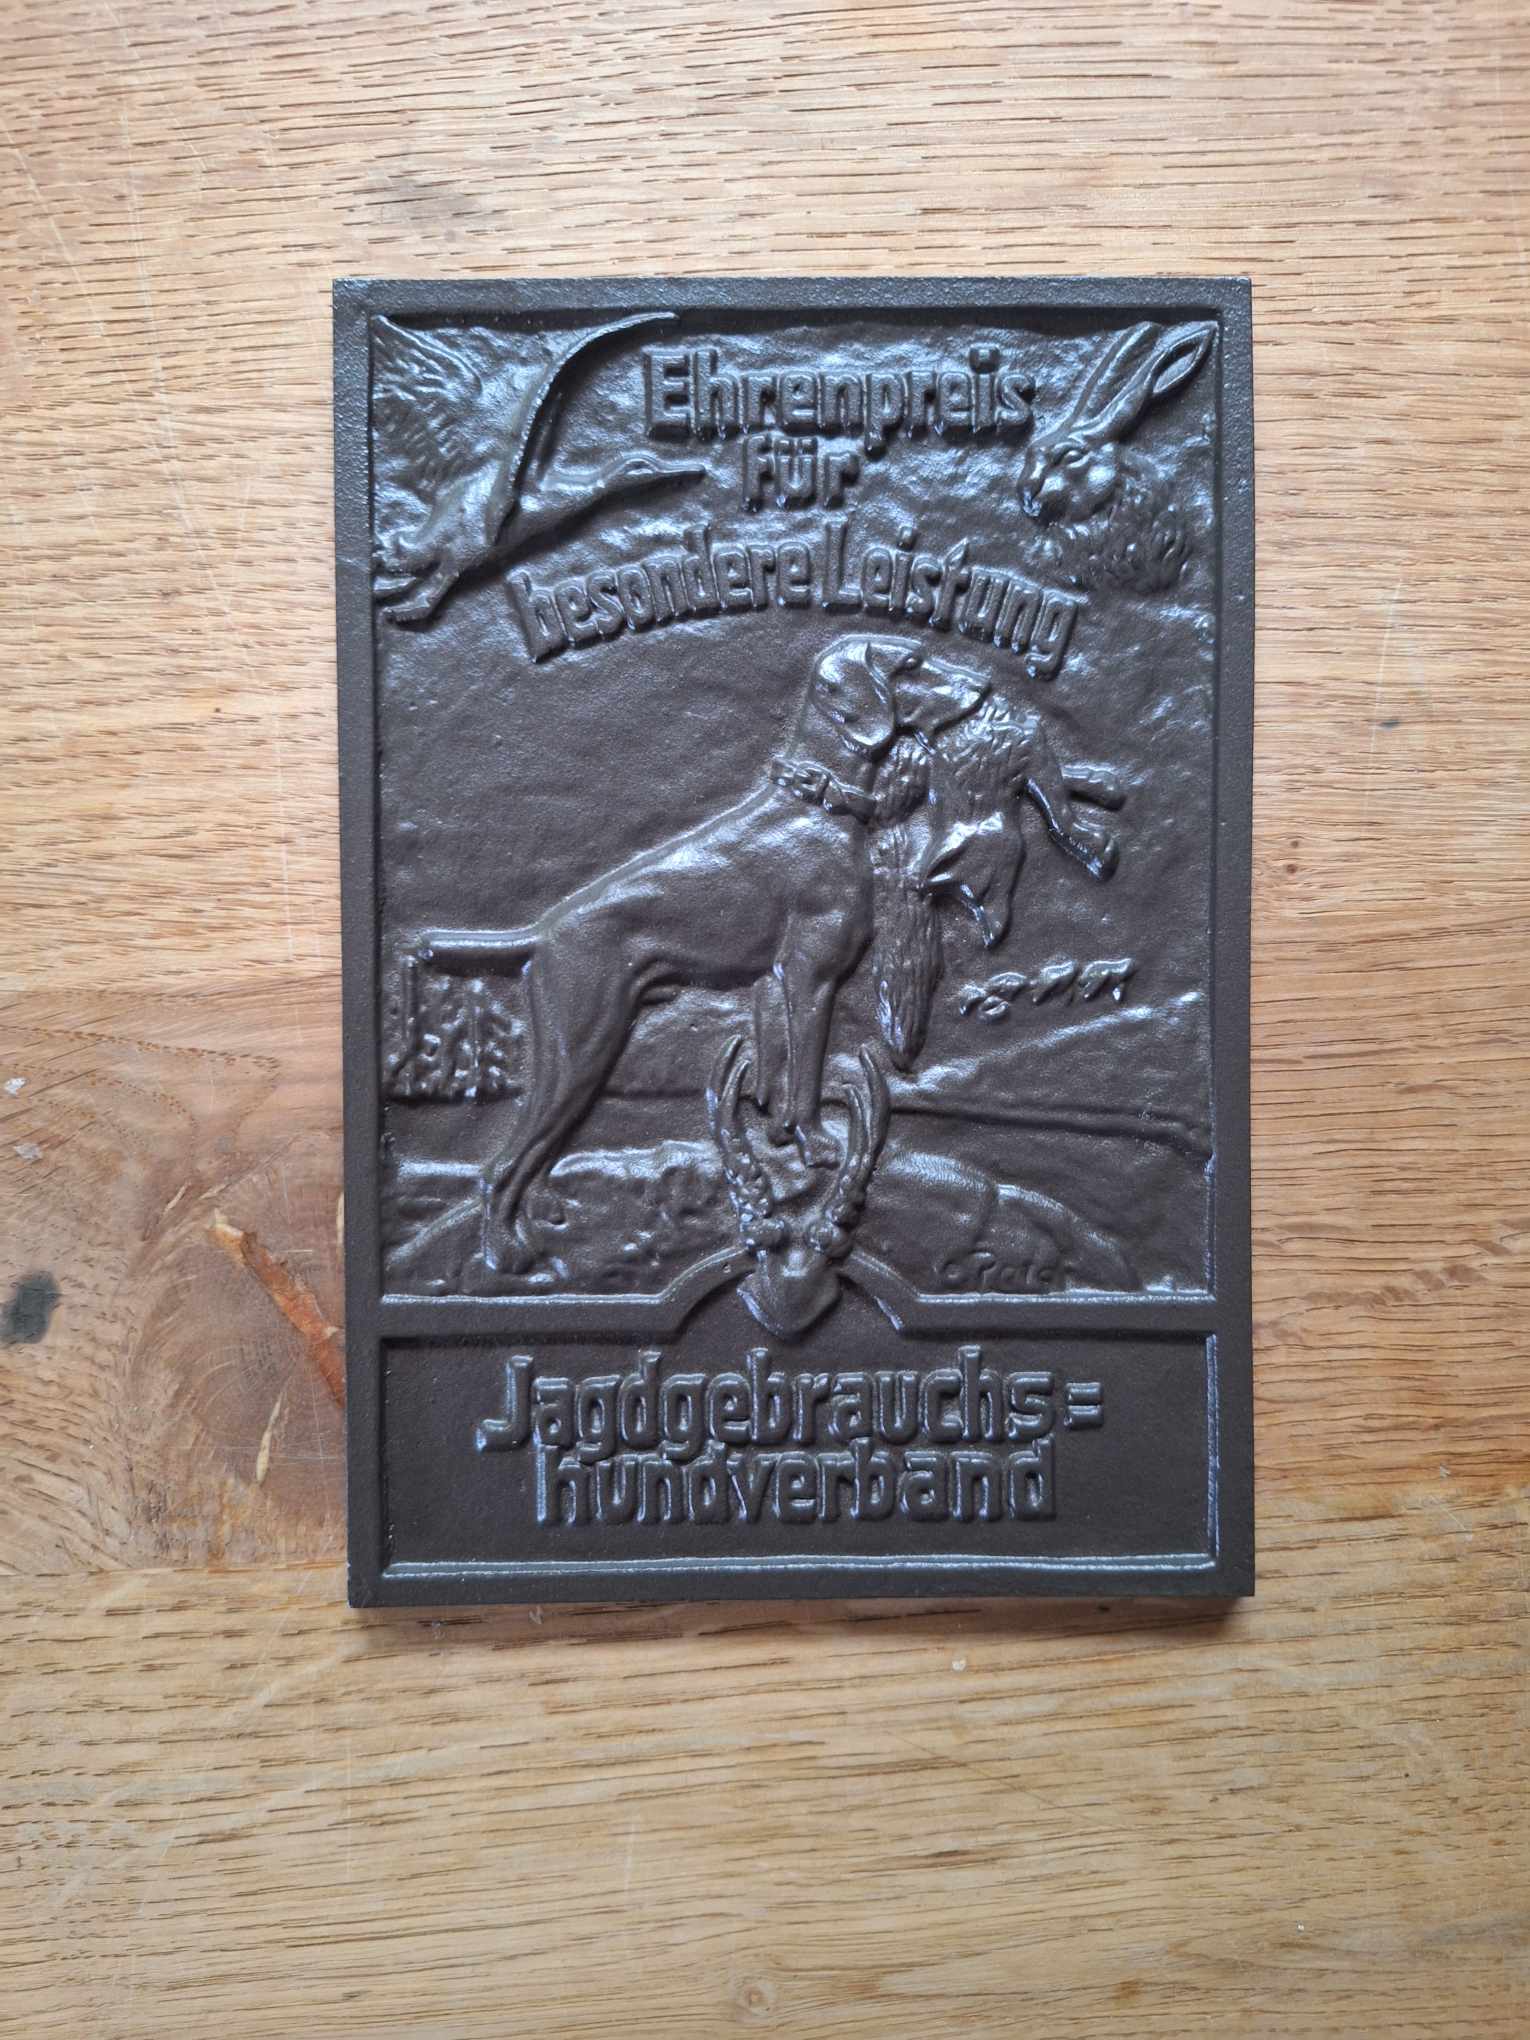 Ehrenpreis
für
besondere Leistung
Jagdgebrauchs=
hundverband